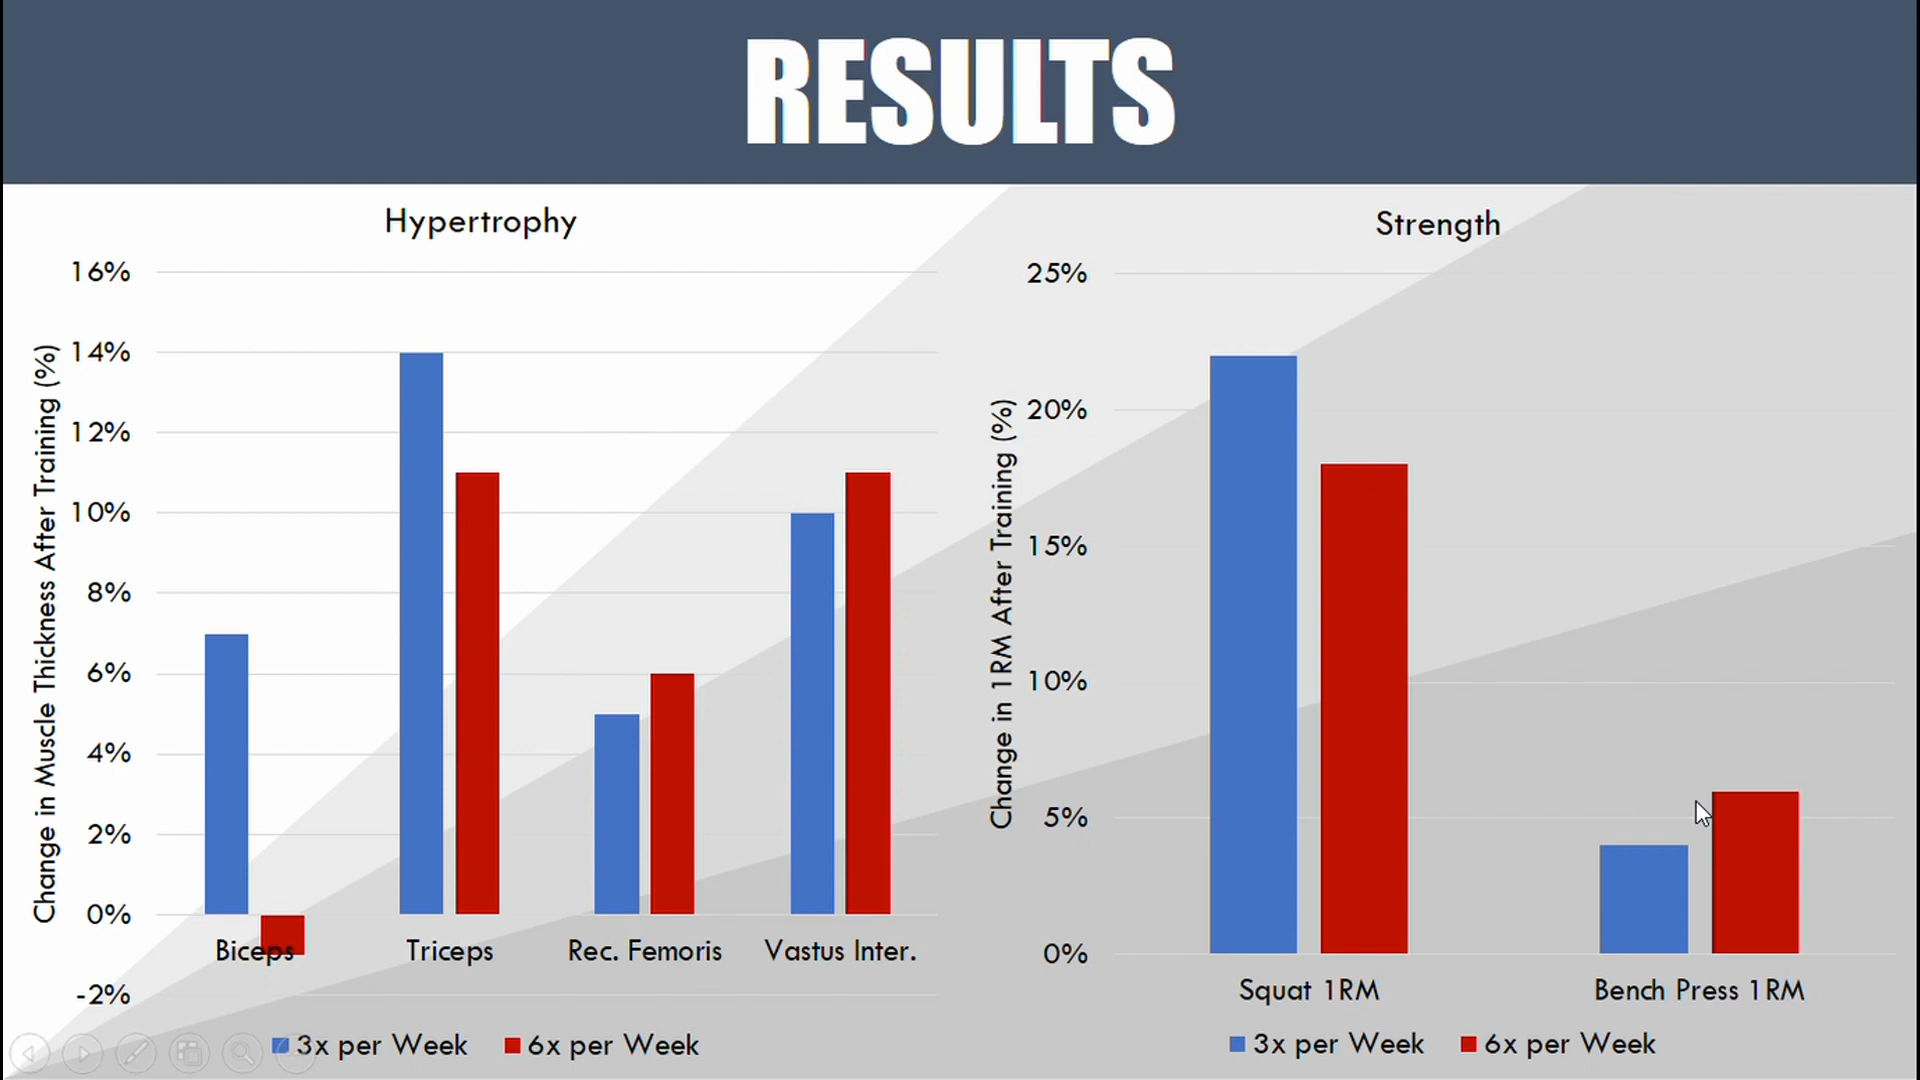 RESULTS
Hypertrophy
Change in Muscle Thickness After Training (%)
16%
14%
12%
10%
8%
6%
4%
2%
0%
-2%
Biceps
Triceps
Rec. Femoris
Vastus Inter.
3x per Week
6x per Week
Strength
Change in 1RM After Training (%)
25%
20%
15%
10%
5%
0%
Squat 1RM
Bench Press 1RM
3x per Week
6x per Week